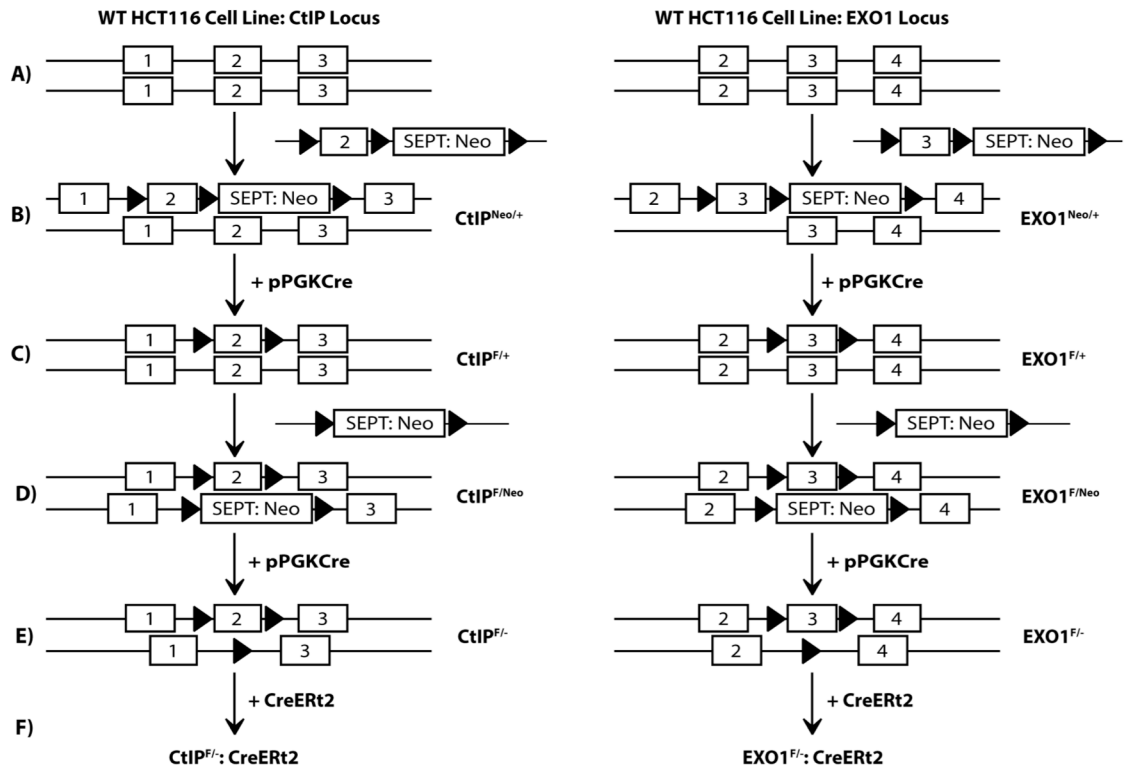 WT HCT116 Cell Line: CtIP Locus
WT HCT116 Cell Line: EXO1 Locus
A)
1 2 3
1 2 3
2 3 4
2 3 4
2 SEPT: Neo
3 SEPT: Neo
B)
1 2 SEPT: Neo 3
1 2 3
CtIP^Neo/+
2 3 SEPT: Neo 4
3 4
EXO1^Neo/+
+ pPGKCre
+ pPGKCre
C)
1 2 3
1 2 3
CtIP^F/+
2 3 4
2 3 4
EXO1^F/+
SEPT: Neo
SEPT: Neo
D)
1 2 3
1 SEPT: Neo 3
CtIP^F/Neo
2 3 4
2 SEPT: Neo 4
EXO1^F/Neo
+ pPGKCre
+ pPGKCre
E)
1 2 3
1 3
CtIP^F/-
2 3 4
2 4
EXO1^F/-
+ CreERt2
+ CreERt2
F)
CtIP^F/-: CreERt2
EXO1^F/-: CreERt2